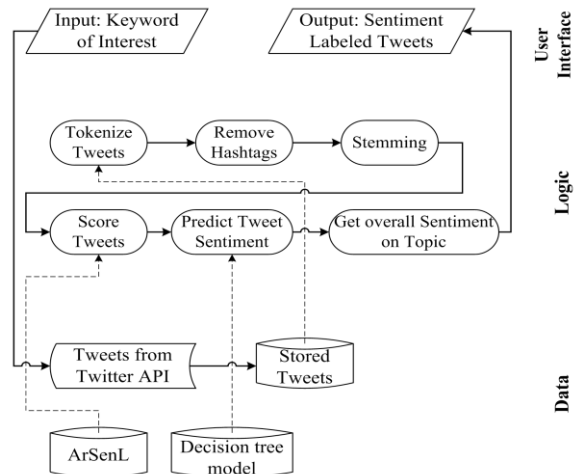 Input: Keyword
of Interest
Output: Sentiment
Labeled Tweets
User
Interface
Tokenize
Tweets
Remove
Hashtags
Stemming
Logic
Score
Tweets
Predict Tweet
Sentiment
Get overall Sentiment
on Topic
Tweets from
Twitter API
Stored
Tweets
Data
ArSenL
Decision tree
model